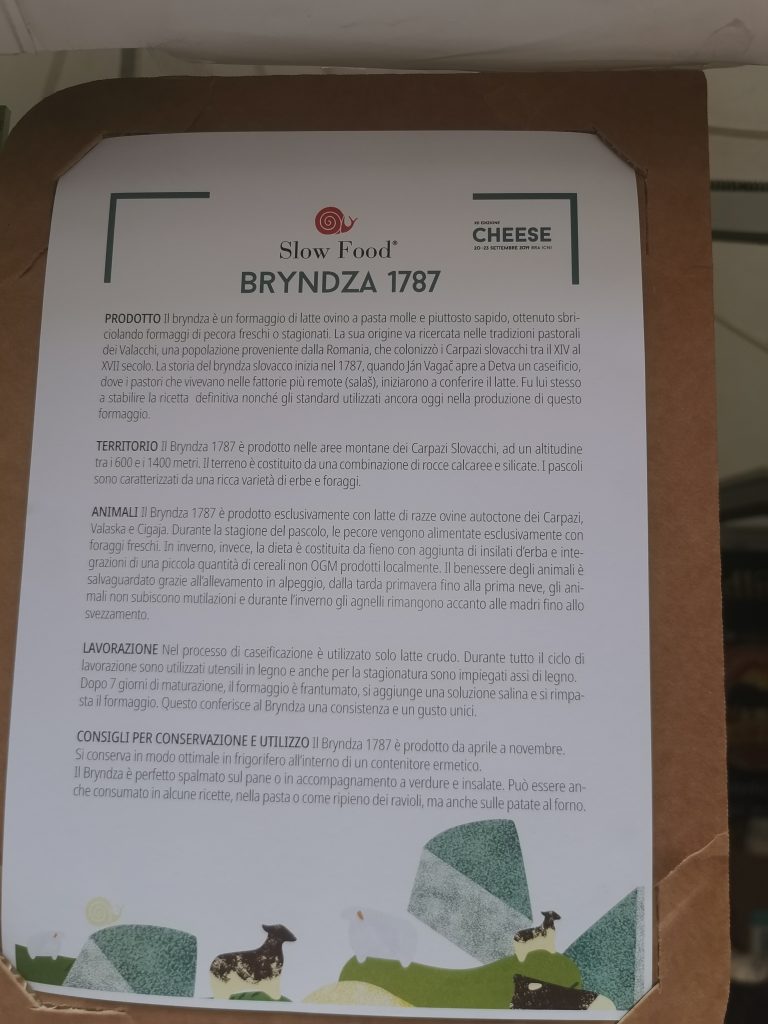 Slow Food®
XII EDIZIONE
CHEESE
20-23 SETTEMBRE 2019 BRA (CN)
BRYNDZA 1787
PRODOTTO Il bryndza è un formaggio di latte ovino a pasta molle e piuttosto sapido, ottenuto sbri-
ciolando formaggi di pecora freschi o stagionati. La sua origine va ricercata nelle tradizioni pastorali
dei Valacchi, una popolazione proveniente dalla Romania, che colonizzò i Carpazi slovacchi tra il XIV al
XVII secolo. La storia del bryndza slovacco inizia nel 1787, quando Ján Vagač apre a Detva un caseificio,
dove i pastori che vivevano nelle fattorie più remote (salaš), iniziarono a conferire il latte. Fu lui stesso
a stabilire la ricetta definitiva nonché gli standard utilizzati ancora oggi nella produzione di questo
formaggio.
TERRITORIO Il Bryndza 1787 è prodotto nelle aree montane dei Carpazi Slovacchi, ad un altitudine
tra i 600 e i 1400 metri. Il terreno è costituito da una combinazione di rocce calcaree e silicate. I pascoli
sono caratterizzati da una ricca varietà di erbe e foraggi.
ANIMALI Il Bryndza 1787 è prodotto esclusivamente con latte di razze ovine autoctone dei Carpazi,
Valaska e Cigaja. Durante la stagione del pascolo, le pecore vengono alimentate esclusivamente con
foraggi freschi. In inverno, invece, la dieta è costituita da fieno con aggiunta di insilati d'erba e inte-
grazioni di una piccola quantità di cereali non OGM prodotti localmente. Il benessere degli animali è
salvaguardato grazie all'allevamento in alpeggio, dalla tarda primavera fino alla prima neve, gli ani-
mali non subiscono mutilazioni e durante l'inverno gli agnelli rimangono accanto alle madri fino allo
svezzamento.
LAVORAZIONE Nel processo di caseificazione è utilizzato solo latte crudo. Durante tutto il ciclo di
lavorazione sono utilizzati utensili in legno e anche per la stagionatura sono impiegati assi di legno.
Dopo 7 giorni di maturazione, il formaggio è frantumato, si aggiunge una soluzione salina e si rimpa-
sta il formaggio. Questo conferisce al Bryndza una consistenza e un gusto unici.
CONSIGLI PER CONSERVAZIONE E UTILIZZO Il Bryndza 1787 è prodotto da aprile a novembre.
Si conserva in modo ottimale in frigorifero all'interno di un contenitore ermetico.
Il Bryndza è perfetto spalmato sul pane o in accompagnamento a verdure e insalate. Può essere an-
che consumato in alcune ricette, nella pasta o come ripieno dei ravioli, ma anche sulle patate al forno.